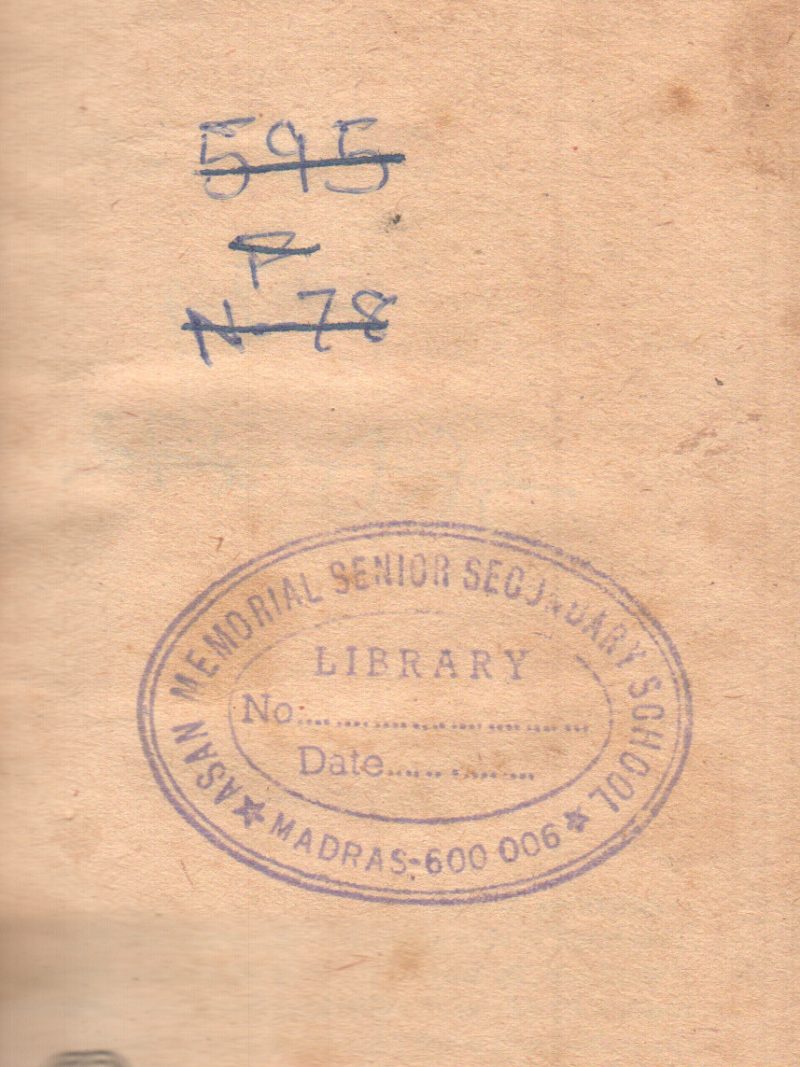 595
P
N-78
ASAN MEMORIAL SENIOR SECONDARY SCHOOL
LIBRARY
No..............................
Date................
MADRAS-600 006